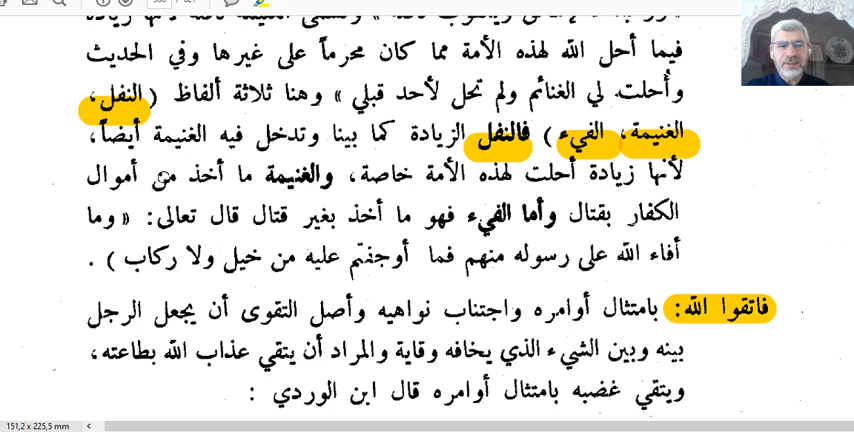 فيما أحل الله لهذه الأمة مما كان محرماً على غيرها وفي الحديث
وأُحلت. لي الغنائم ولم تحل لأحد قبلي » وهنا ثلاثة ألفاظ ( النفل،
الغنيمة، الفيء ) فالنفل الزيادة كما بينا وتدخل فيه الغنيمة أيضاً،
لأنها زيادة أحلت لهذه الأمة خاصة، والغنيمة ما أخذ من أموال
الكفار بقتال وأما الفيء فهو ما أخذ بغير قتال قال تعالى: « وما
أفاء الله على رسوله منهم فما أوجفتم عليه من خيل ولا ركاب ) .
فاتقوا الله: بامتثال أوامره واجتناب نواهيه وأصل التقوى أن يجعل الرجل
بينه وبين الشيء الذي يخافه وقاية والمراد أن يتقي عذاب الله بطاعته،
ويتقي غضبه بامتثال أوامره قال ابن الوردي :
151,2 x 225,5 mm